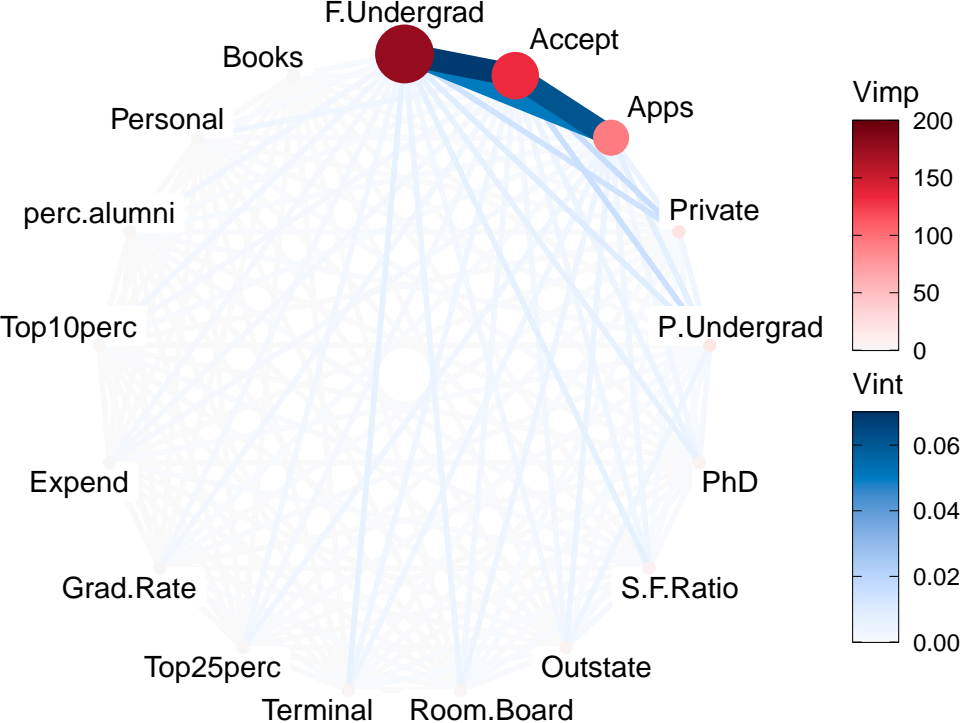 F.Undergrad
Accept
Books
Apps
Personal
Private
perc.alumni
Top10perc
P.Undergrad
Expend
PhD
Grad.Rate
S.F.Ratio
Top25perc
Outstate
Terminal
Room.Board
Vimp
200
150
100
50
0
Vint
0.06
0.04
0.02
0.00